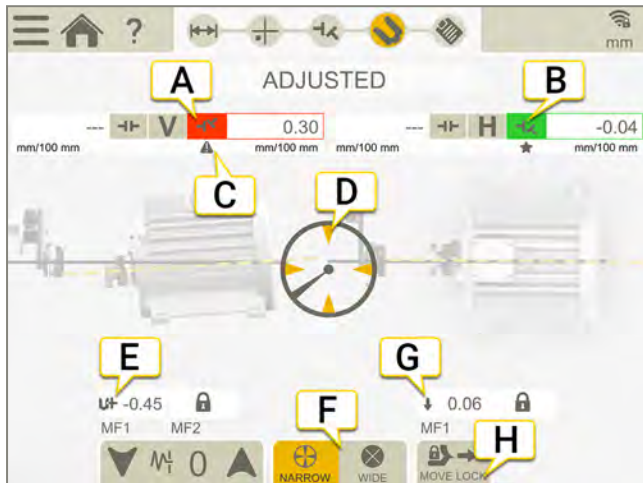 ?
mm
ADJUSTED
A
B
--- V 0.30
--- H -0.04
mm/100 mm mm/100 mm mm/100 mm mm/100 mm
C
D
E
G
-0.45
0.06
F
MF1 MF2
MF1
H
0
NARROW
WIDE
MOVE LOCK